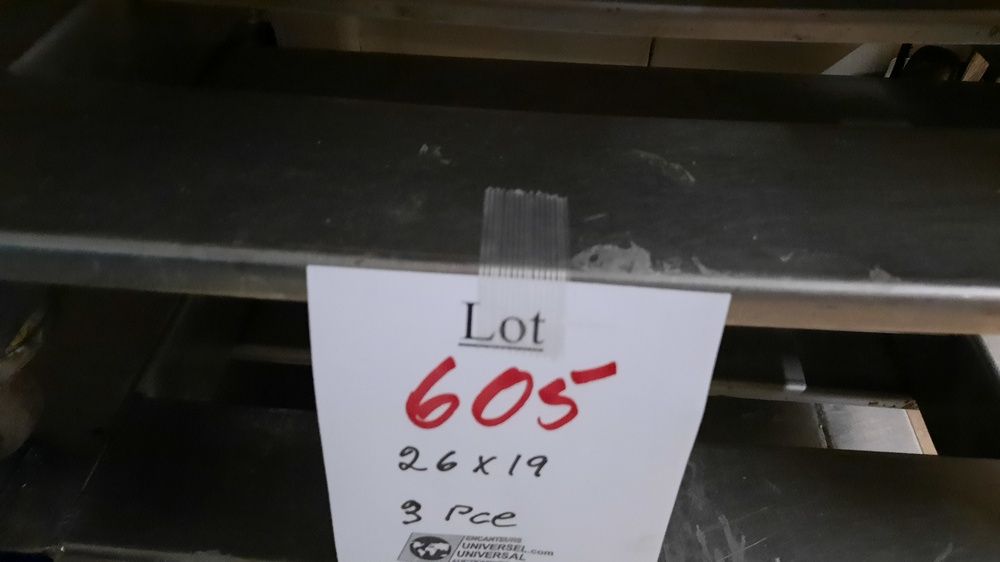 Lot
605
26 x 19
3 Pce
ENCANTEURS
UNIVERSEL.com
UNIVERSAL